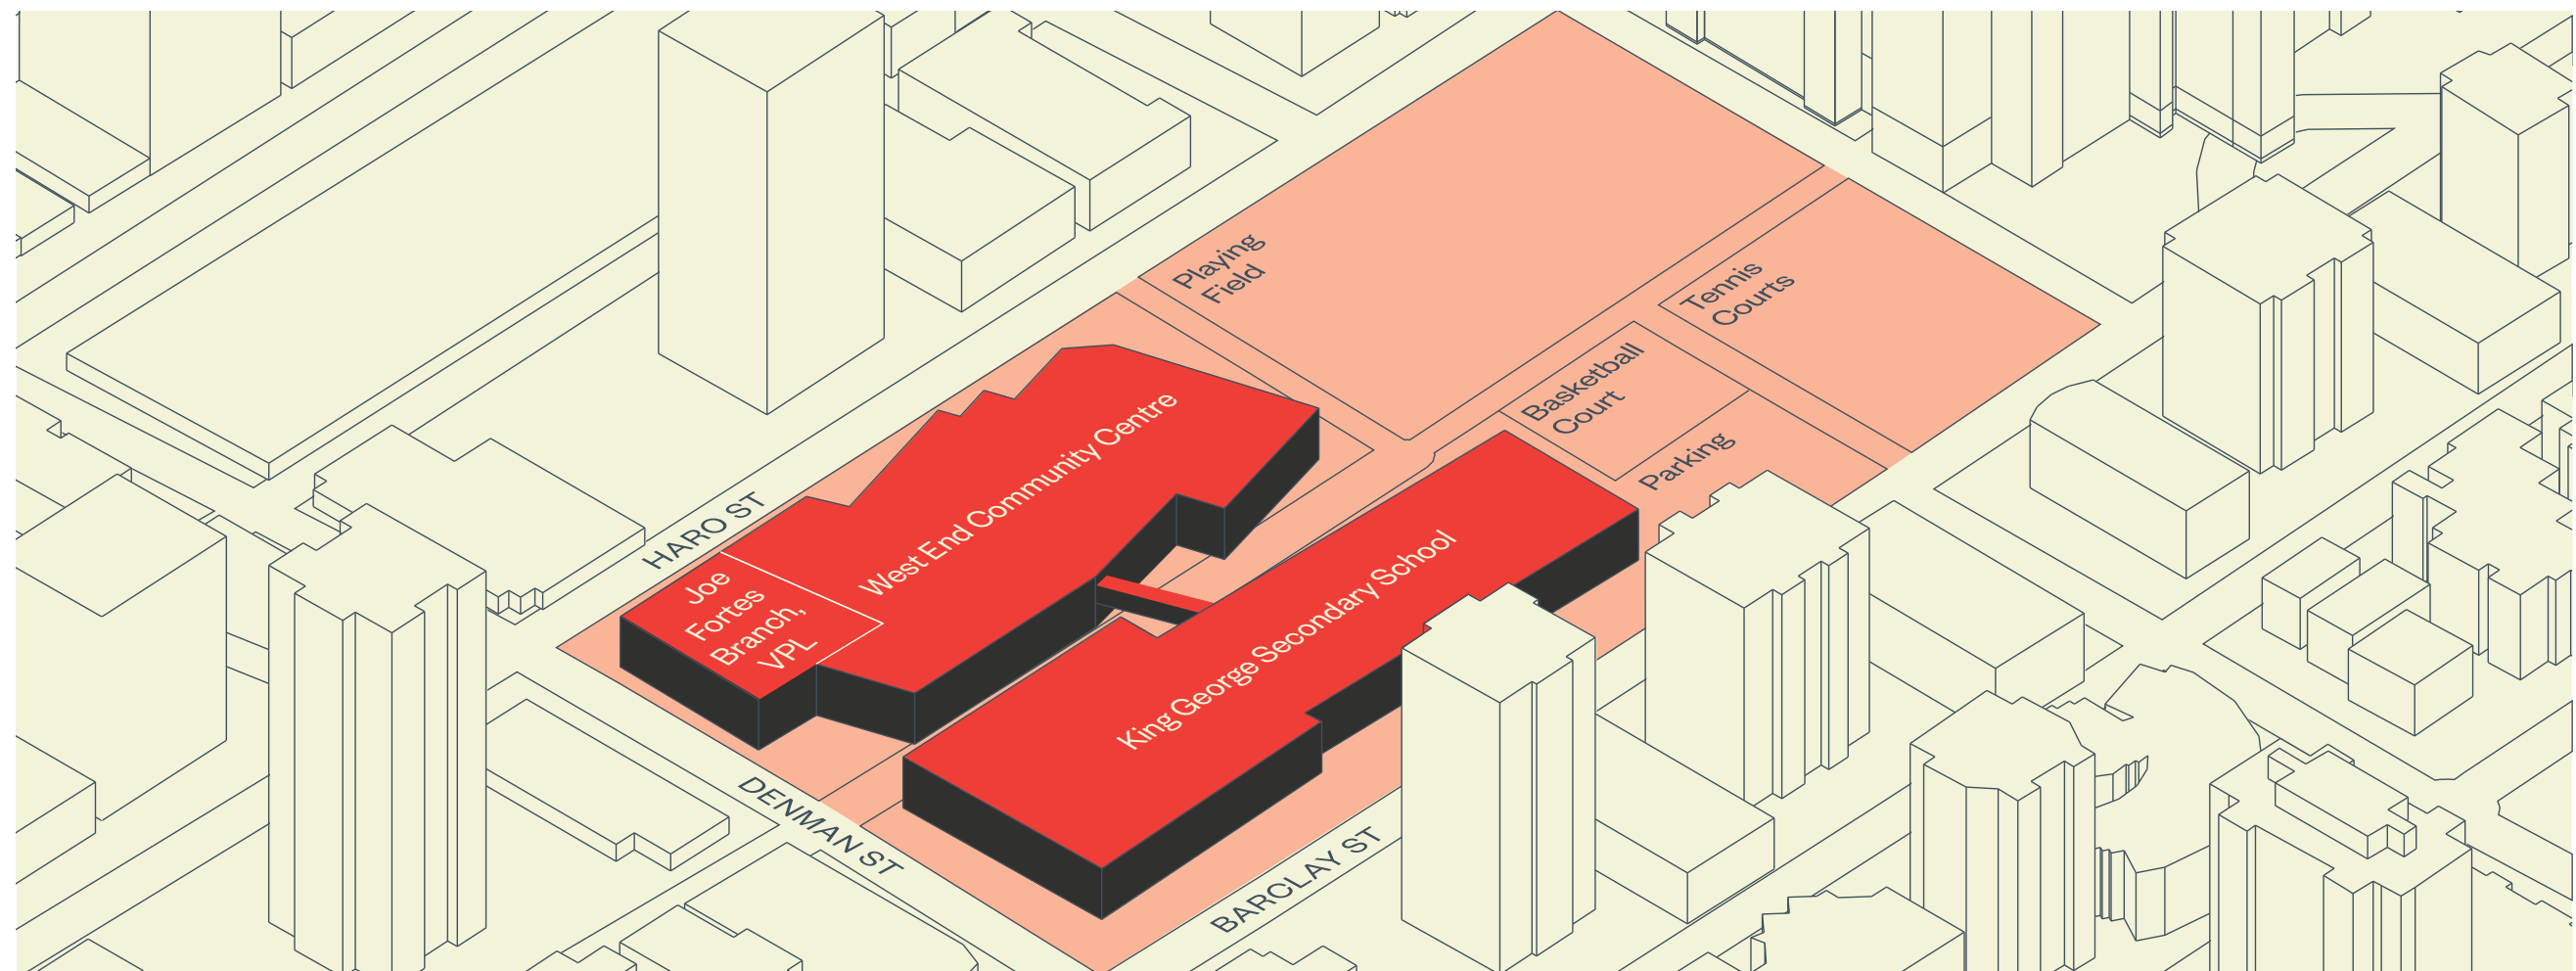 Playing
Field
Tennis
Courts
Basketball
Court
Parking
West End Community Centre
HARO ST
Joe
Fortes
Branch,
VPL
King George Secondary School
DENMAN ST
BARCLAY ST